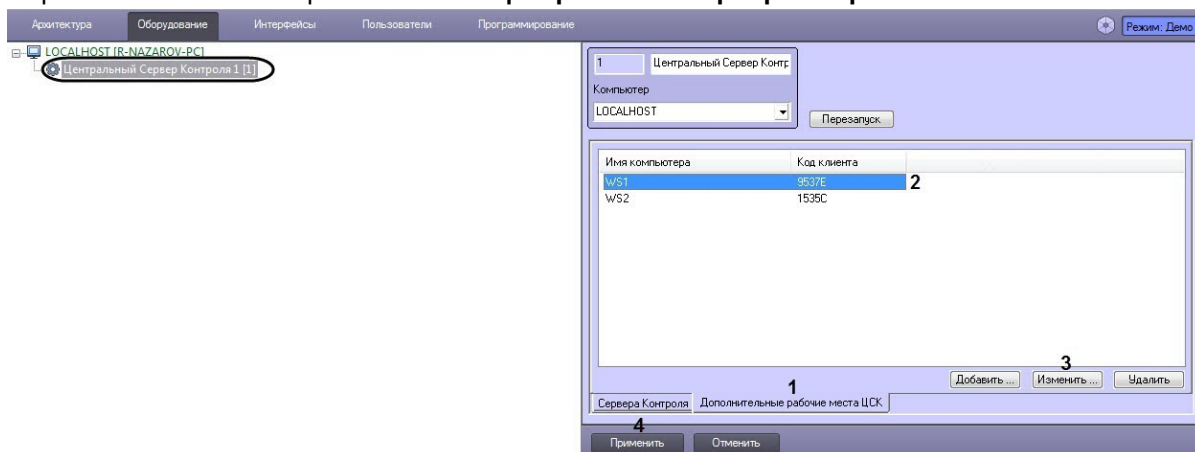 Архитектура Оборудование Интерфейсы Пользователи Программирование Режим: Демо
LOCALHOST [R-NAZAROV-PC]
Центральный Сервер Контроля 1 [1]
1 Центральный Сервер Контр
Компьютер
LOCALHOST
Перезапуск
Имя компьютера Код клиента
WS1 9537E 2
WS2 1535C
3
Добавить ... Изменить ... Удалить
1
Сервера Контроля Дополнительные рабочие места ЦСК
4
Применить Отменить